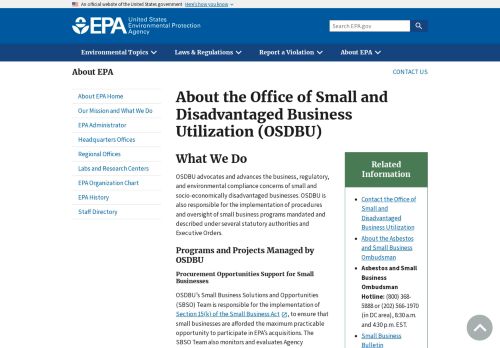 An official website of the United States government Here's how you know
EPA United States
Environmental Protection
Agency
Search EPA.gov
Environmental Topics
Laws & Regulations
Report a Violation
About EPA
About EPA
CONTACT US
About EPA Home
Our Mission and What We Do
EPA Administrator
Headquarters Offices
Regional Offices
Labs and Research Centers
EPA Organization Chart
EPA History
Staff Directory
About the Office of Small and
Disadvantaged Business
Utilization (OSDBU)
What We Do
OSDBU advocates and advances the business, regulatory,
and environmental compliance concerns of small and
socio-economically disadvantaged businesses. OSDBU is
also responsible for the implementation of procedures
and oversight of small business programs mandated and
described under several statutory authorities and
Executive Orders.
Programs and Projects Managed by
OSDBU
Procurement Opportunities Support for Small
Businesses
OSDBU's Small Business Solutions and Opportunities
(SBSO) Team is responsible for the implementation of
Section 15(k) of the Small Business Act, to ensure that
small businesses are afforded the maximum practicable
opportunity to participate in EPA's acquisitions. The
SBSO Team also monitors and evaluates Agency
Related
Information
Contact the Office of
Small and
Disadvantaged
Business Utilization
About the Asbestos
and Small Business
Ombudsman
Asbestos and Small
Business
Ombudsman
Hotline: (800) 368-
5888 or (202) 566-1970
(in DC area), 8:30 a.m.
and 4:30 p.m. EST.
Small Business
Bulletin